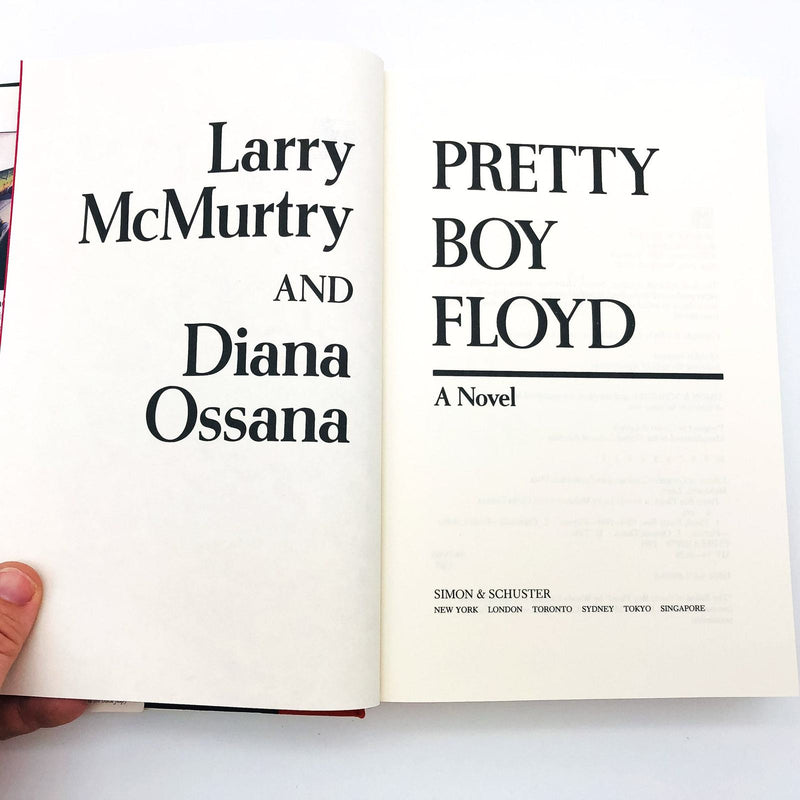 Larry
McMurtry
AND
Diana
Ossana
PRETTY
BOY
FLOYD
A Novel
SIMON & SCHUSTER
NEW YORK LONDON TORONTO SYDNEY TOKYO SINGAPORE